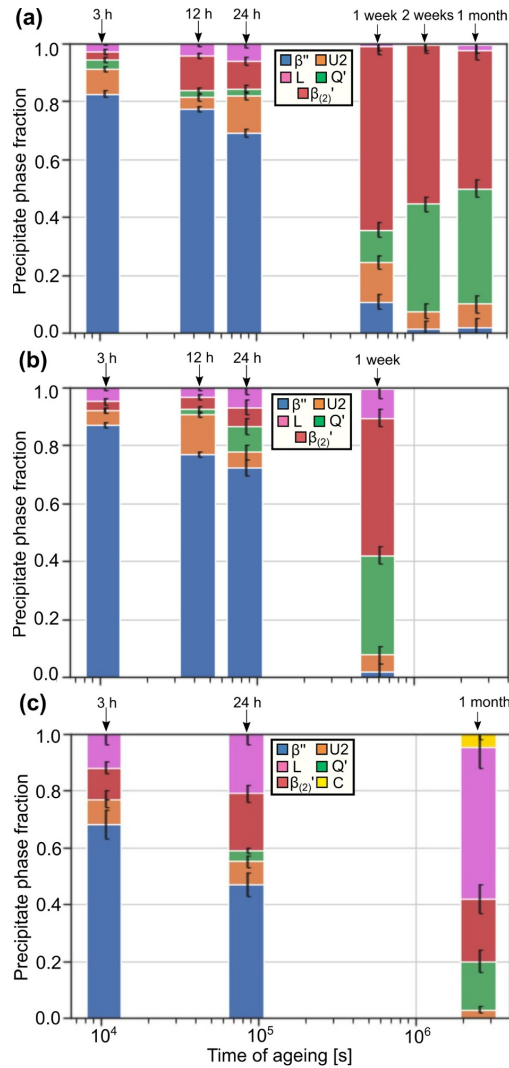 (a)
3 h 12 h 24 h 1 week 2 weeks 1 month
Precipitate phase fraction
1.0
0.8
0.6
0.4
0.2
0.0
β'' U2
L Q'
β(2)'
(b)
3 h 12 h 24 h 1 week
Precipitate phase fraction
1.0
0.8
0.6
0.4
0.2
0.0
β'' U2
L Q'
β(2)'
(c)
3 h 24 h 1 month
Precipitate phase fraction
1.0
0.8
0.6
0.4
0.2
0.0
β'' U2
L Q'
β(2)' C
10⁴ 10⁵ 10⁶
Time of ageing [s]